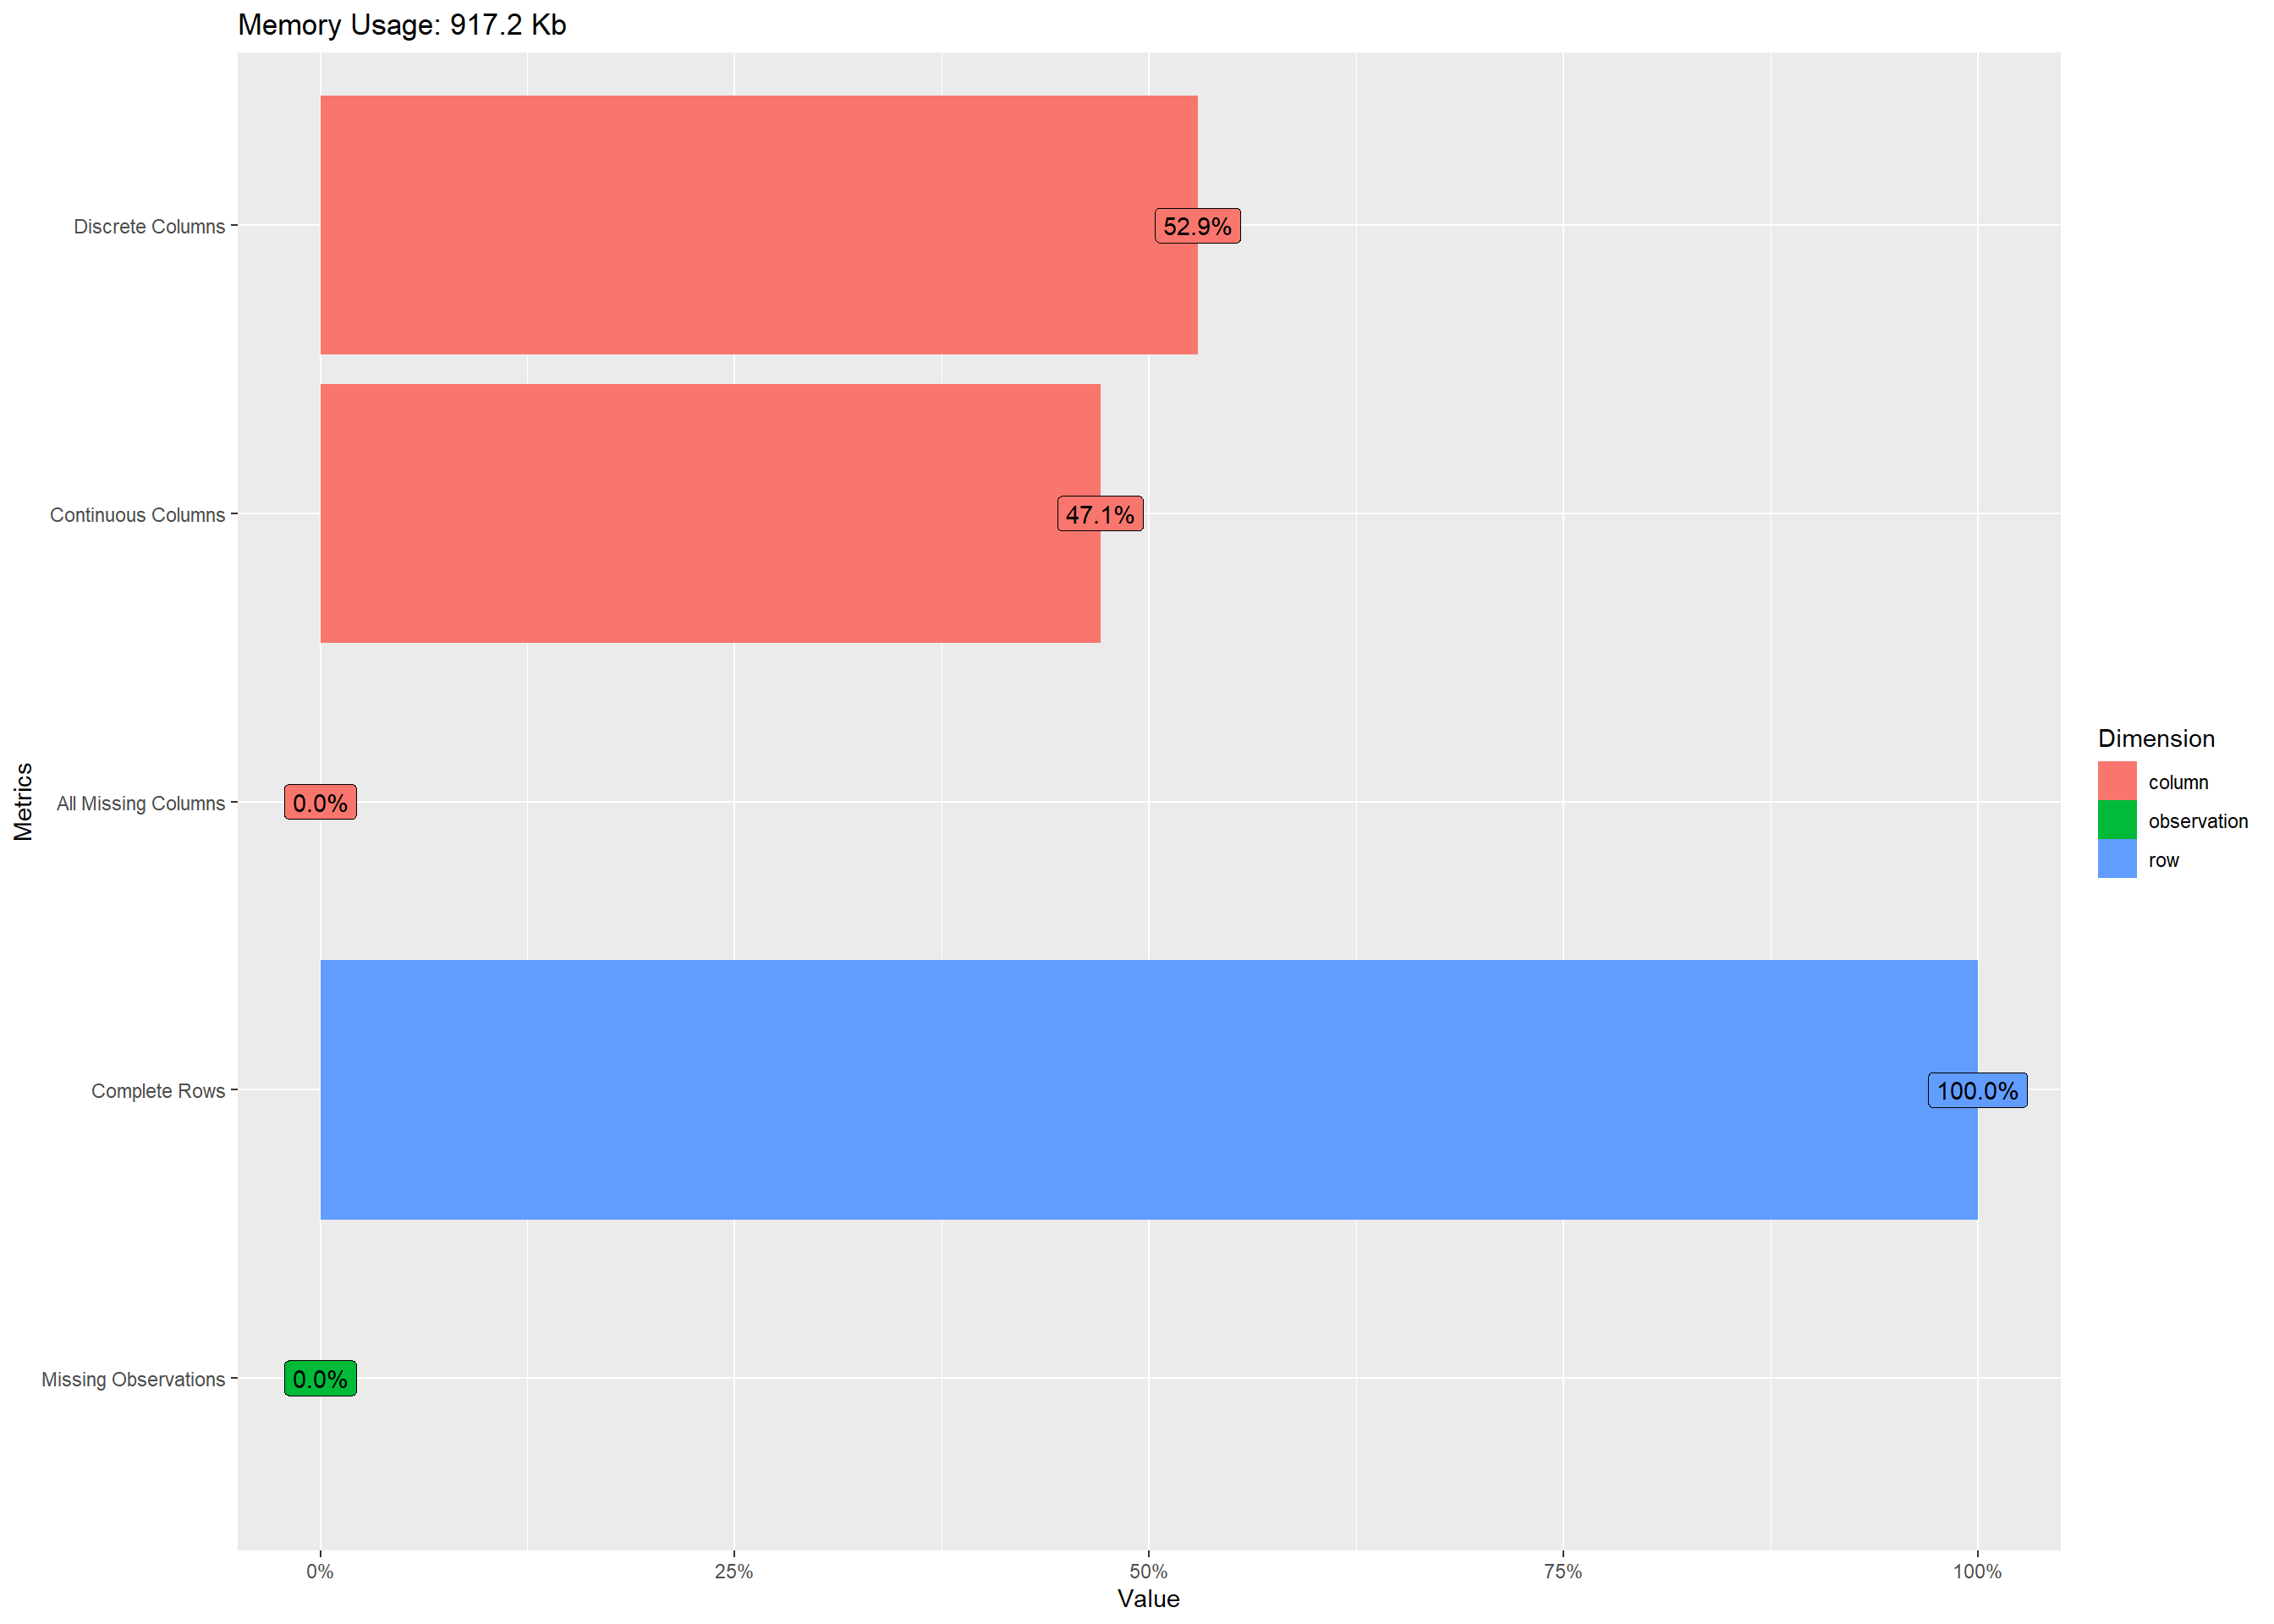 Memory Usage: 917.2 Kb
Discrete Columns
52.9%
Continuous Columns
47.1%
All Missing Columns
0.0%
Complete Rows
100.0%
Missing Observations
0.0%
Metrics
0%
25%
50%
75%
100%
Value
Dimension
column
observation
row